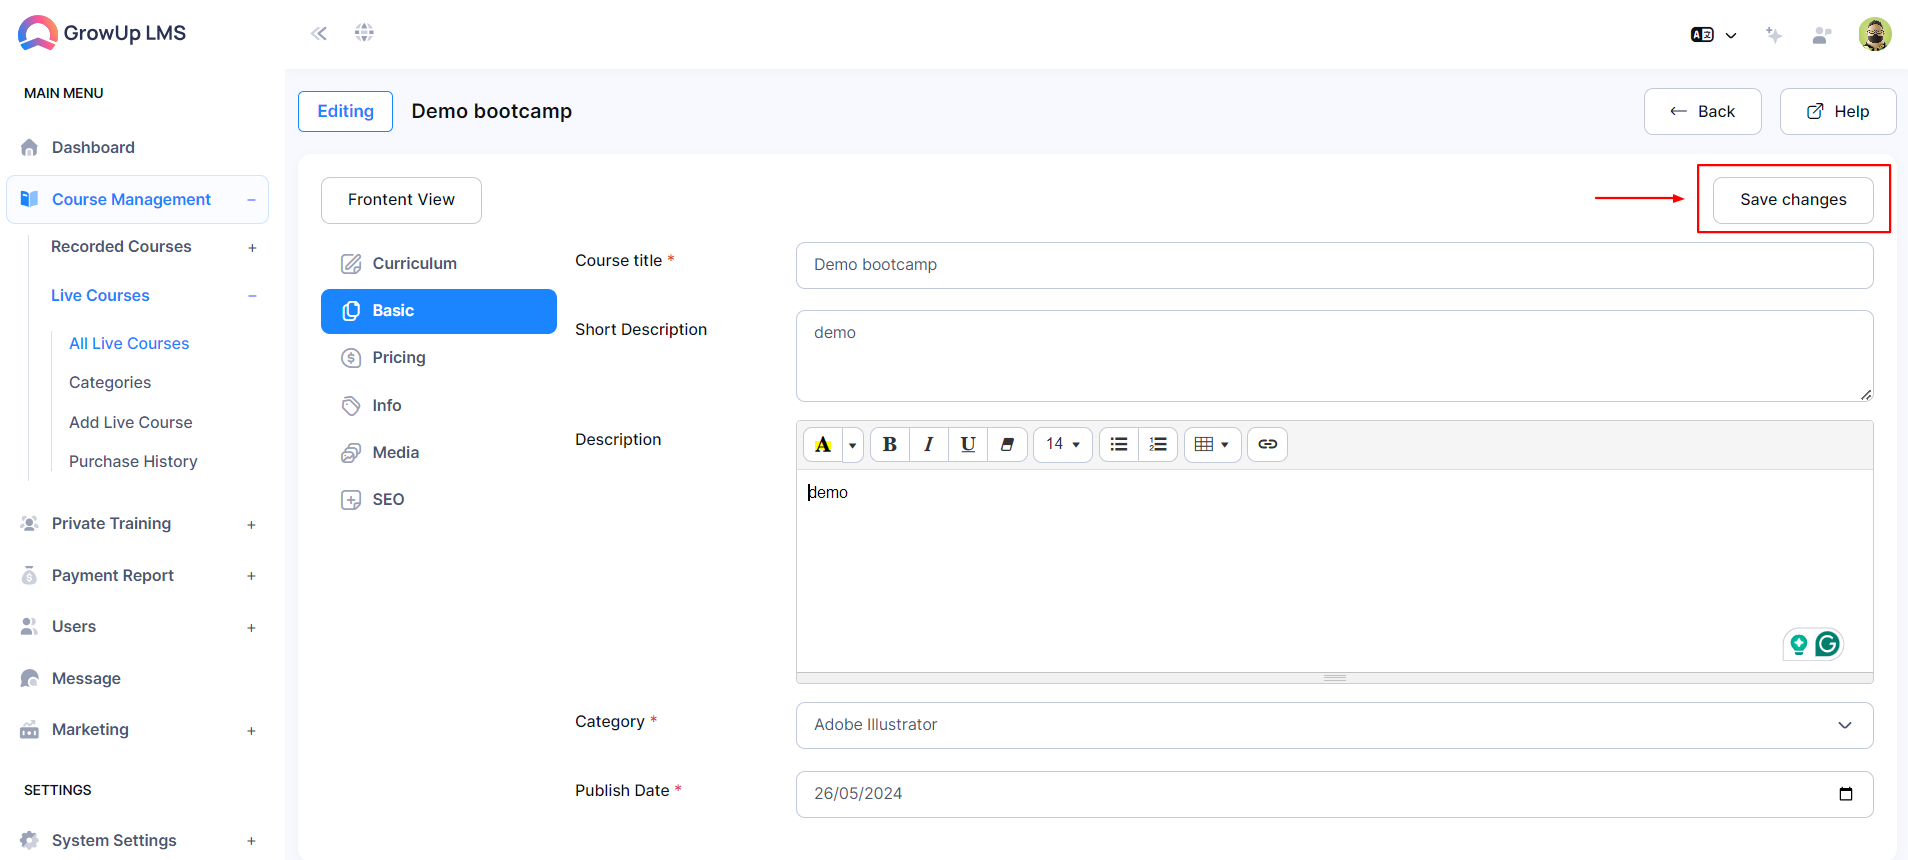 GrowUp LMS
MAIN MENU
Dashboard
Course Management
Recorded Courses
Live Courses
All Live Courses
Categories
Add Live Course
Purchase History
Private Training
Payment Report
Users
Message
Marketing
SETTINGS
System Settings
Editing
Demo bootcamp
Back
Help
Frontent View
Save changes
Curriculum
Basic
Pricing
Info
Media
SEO
Course title *
Demo bootcamp
Short Description
demo
Description
A B I U 14
demo
Category *
Adobe Illustrator
Publish Date *
26/05/2024